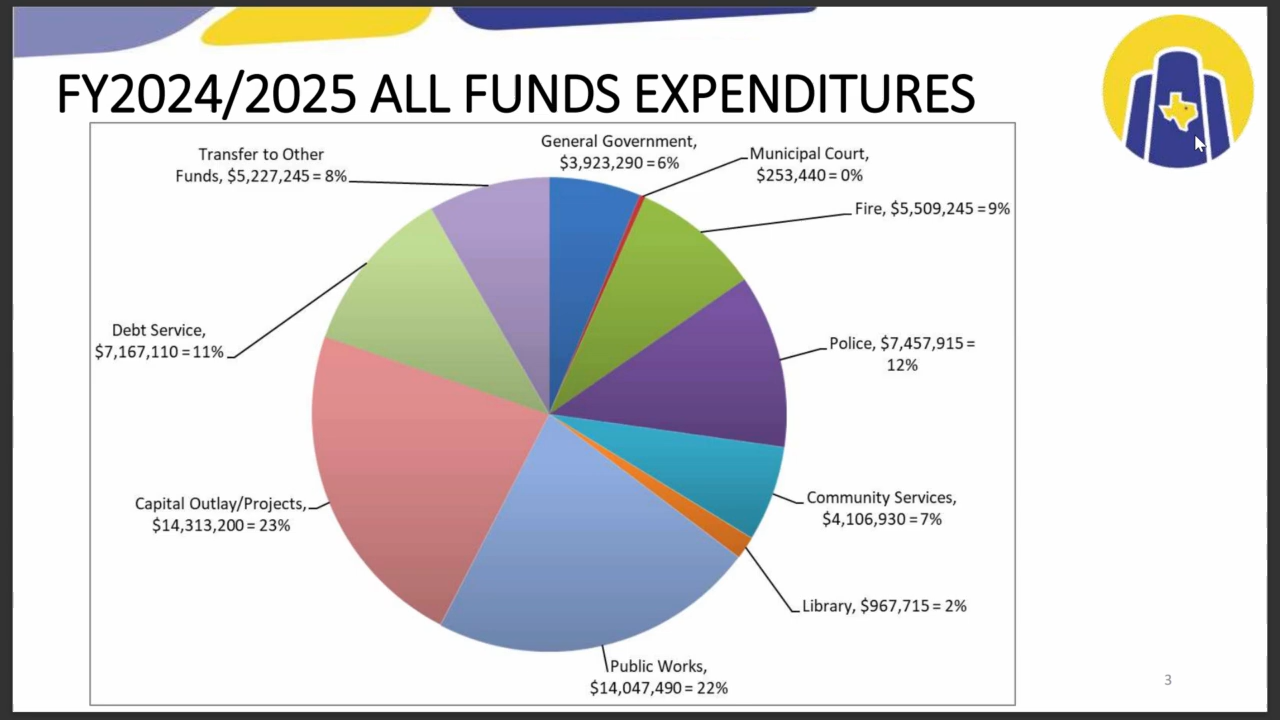 FY2024/2025 ALL FUNDS EXPENDITURES
General Government,
$3,923,290 = 6%
Municipal Court,
$253,440 = 0%
Fire, $5,509,245 = 9%
Police, $7,457,915 =
12%
Community Services,
$4,106,930 = 7%
Library, $967,715 = 2%
Public Works,
$14,047,490 = 22%
Capital Outlay/Projects,
$14,313,200 = 23%
Debt Service,
$7,167,110 = 11%
Transfer to Other
Funds, $5,227,245 = 8%
3